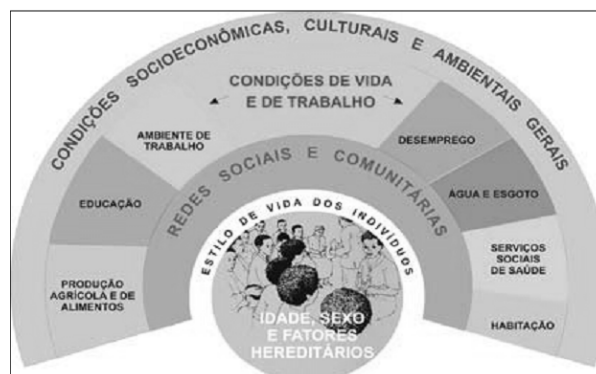 CONDIÇÕES SOCIOECONÔMICAS, CULTURAIS E AMBIENTAIS GERAIS
CONDIÇÕES DE VIDA
E DE TRABALHO
AMBIENTE DE
TRABALHO
DESEMPREGO
REDES SOCIAIS E COMUNITÁRIAS
EDUCAÇÃO
ÁGUA E ESGOTO
ESTILO DE VIDA DOS INDIVÍDUOS
PRODUÇÃO
AGRÍCOLA E DE
ALIMENTOS
SERVIÇOS
SOCIAIS
DE SAÚDE
HABITAÇÃO
IDADE, SEXO
E FATORES
HEREDITÁRIOS